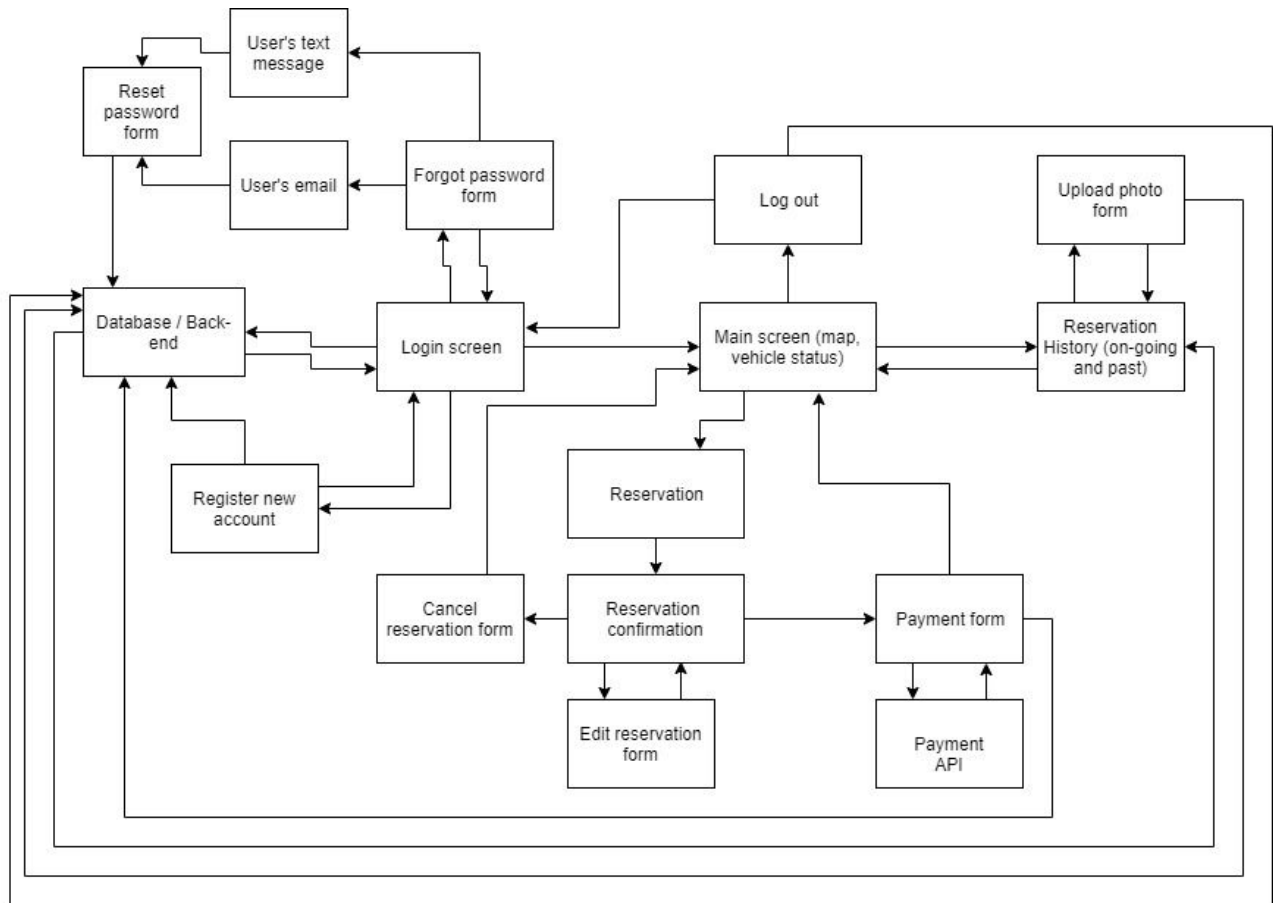 User's text
message
Reset
password
form
User's email
Forgot password
form
Log out
Upload photo
form
Database / Back-
end
Login screen
Main screen (map,
vehicle status)
Reservation
History (on-going
and past)
Register new
account
Reservation
Cancel
reservation form
Reservation
confirmation
Payment form
Edit reservation
form
Payment
API